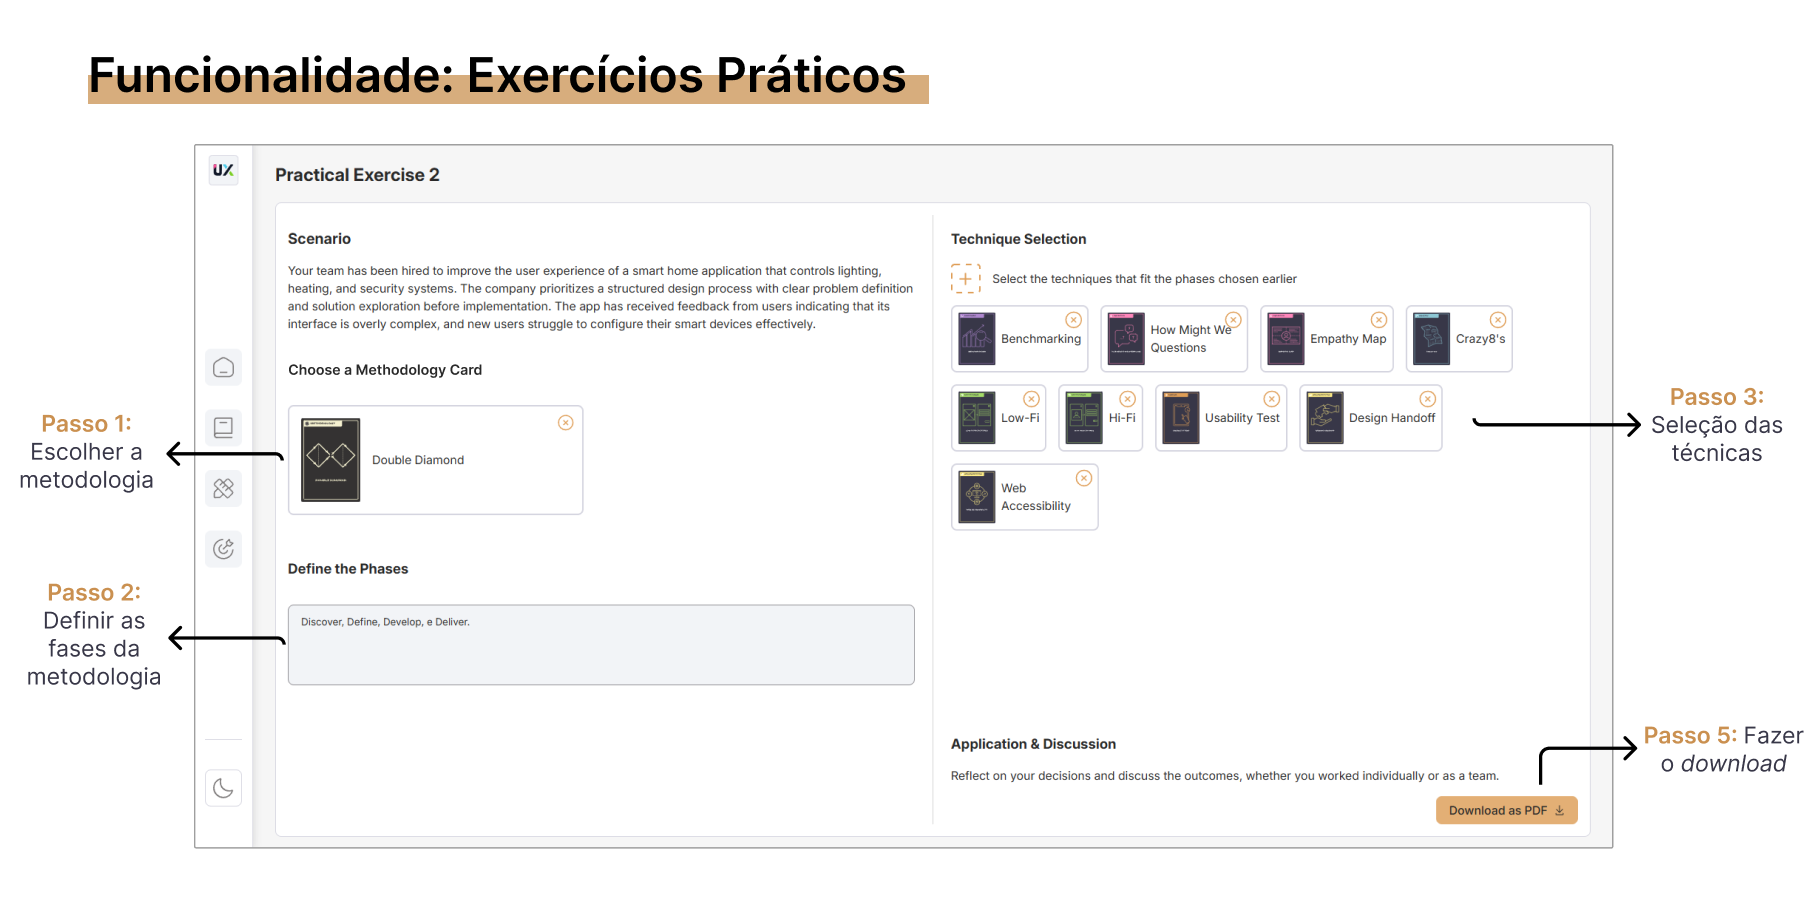 Funcionalidade: Exercícios Práticos
UX
Practical Exercise 2
Scenario
Your team has been hired to improve the user experience of a smart home application that controls lighting,
heating, and security systems. The company prioritizes a structured design process with clear problem definition
and solution exploration before implementation. The app has received feedback from users indicating that its
interface is overly complex, and new users struggle to configure their smart devices effectively.
Choose a Methodology Card
Double Diamond
Define the Phases
Discover, Define, Develop, e Deliver.
Technique Selection
Select the techniques that fit the phases chosen earlier
Benchmarking
How Might We
Questions
Empathy Map
Crazy8's
Low-Fi
Hi-Fi
Usability Test
Design Handoff
Web
Accessibility
Application & Discussion
Reflect on your decisions and discuss the outcomes, whether you worked individually or as a team.
Download as PDF
Passo 1:
Escolher a
metodologia
Passo 2:
Definir as
fases da
metodologia
Passo 3:
Seleção das
técnicas
Passo 5: Fazer
o download